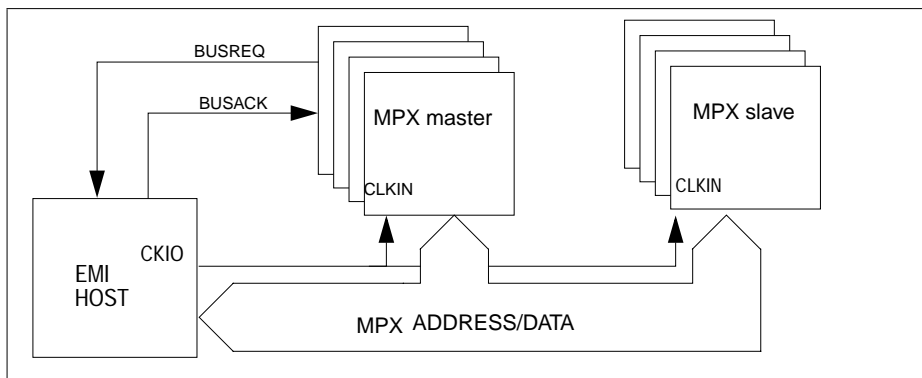 BUSREQ
BUSACK
MPX master
MPX slave
CLKIN
CLKIN
CKIO
EMI
HOST
MPX ADDRESS/DATA